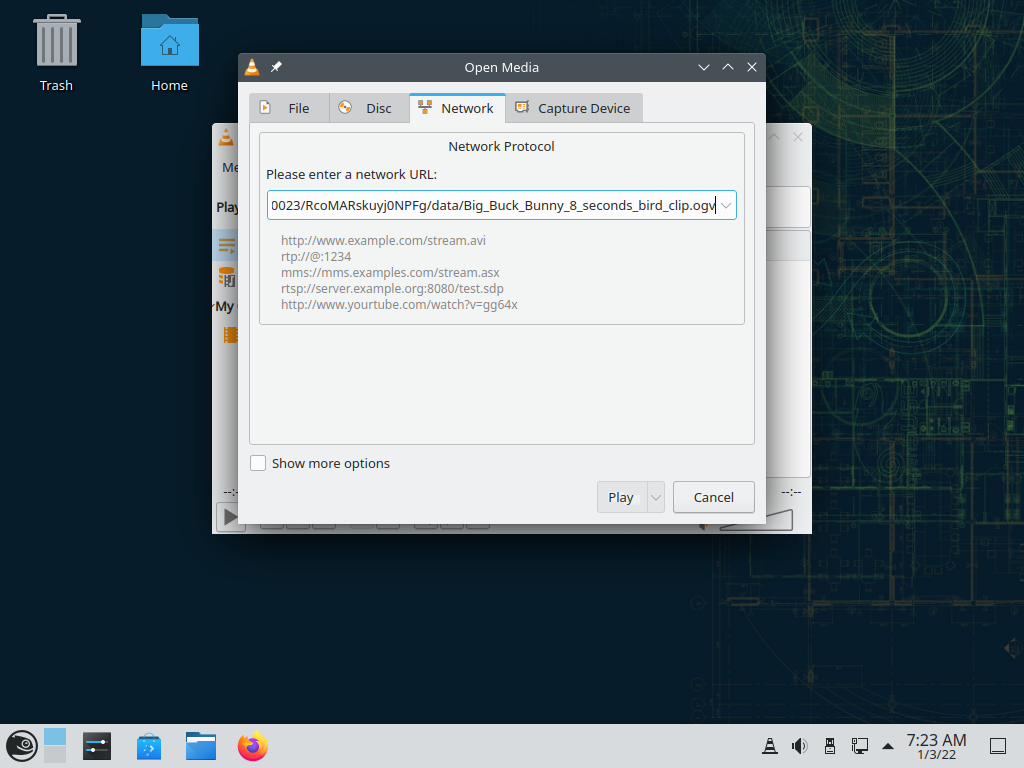 Trash
Home
Open Media
File
Disc
Network
Capture Device
Network Protocol
Please enter a network URL:
0023/RcoMARskuyj0NPFg/data/Big_Buck_Bunny_8_seconds_bird_clip.ogv
http://www.example.com/stream.avi
rtp://@:1234
mms://mms.examples.com/stream.asx
rtsp://server.example.org:8080/test.sdp
http://www.yourtube.com/watch?v=gg64x
Show more options
Play
Cancel
Me
Play
My
--:-
--:--
7:23 AM
1/3/22